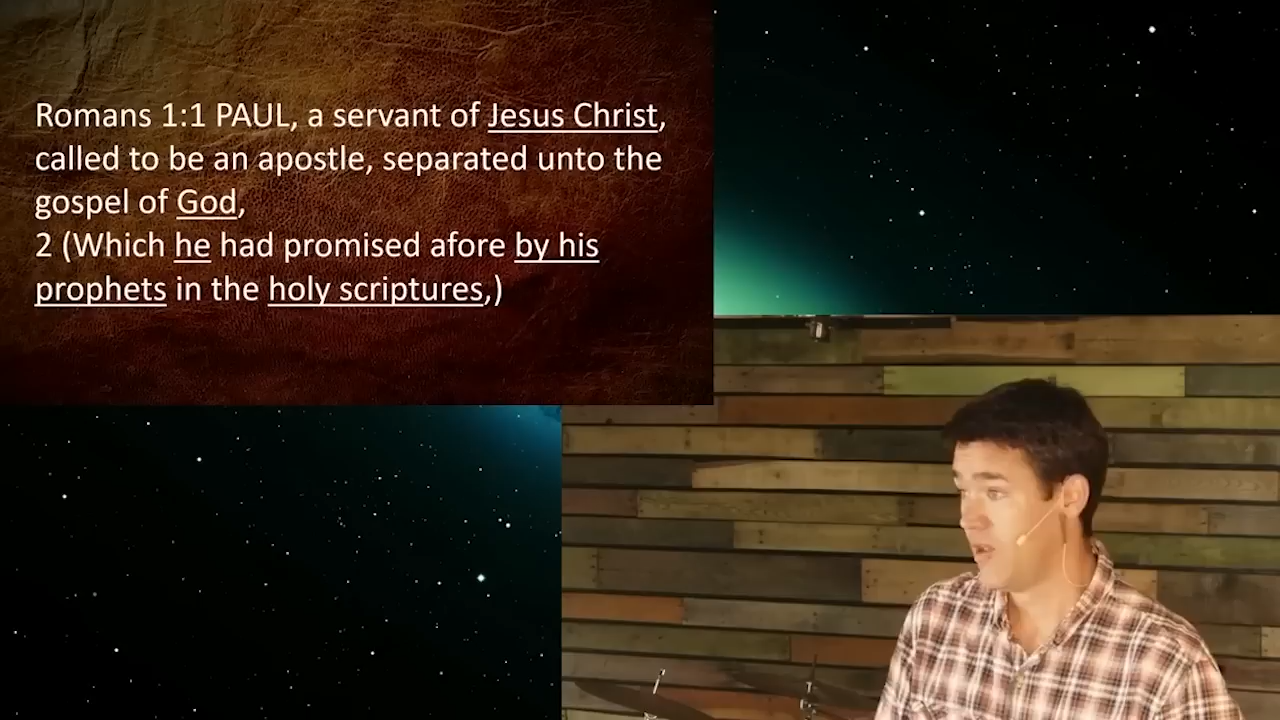 Romans 1:1 PAUL, a servant of Jesus Christ,
called to be an apostle, separated unto the
gospel of God,
2 (Which he had promised afore by his
prophets in the holy scriptures,)